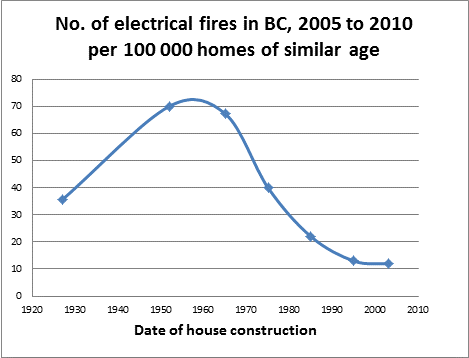 No. of electrical fires in BC, 2005 to 2010
per 100 000 homes of similar age
80
70
60
50
40
30
20
10
0
1920 1930 1940 1950 1960 1970 1980 1990 2000 2010
Date of house construction